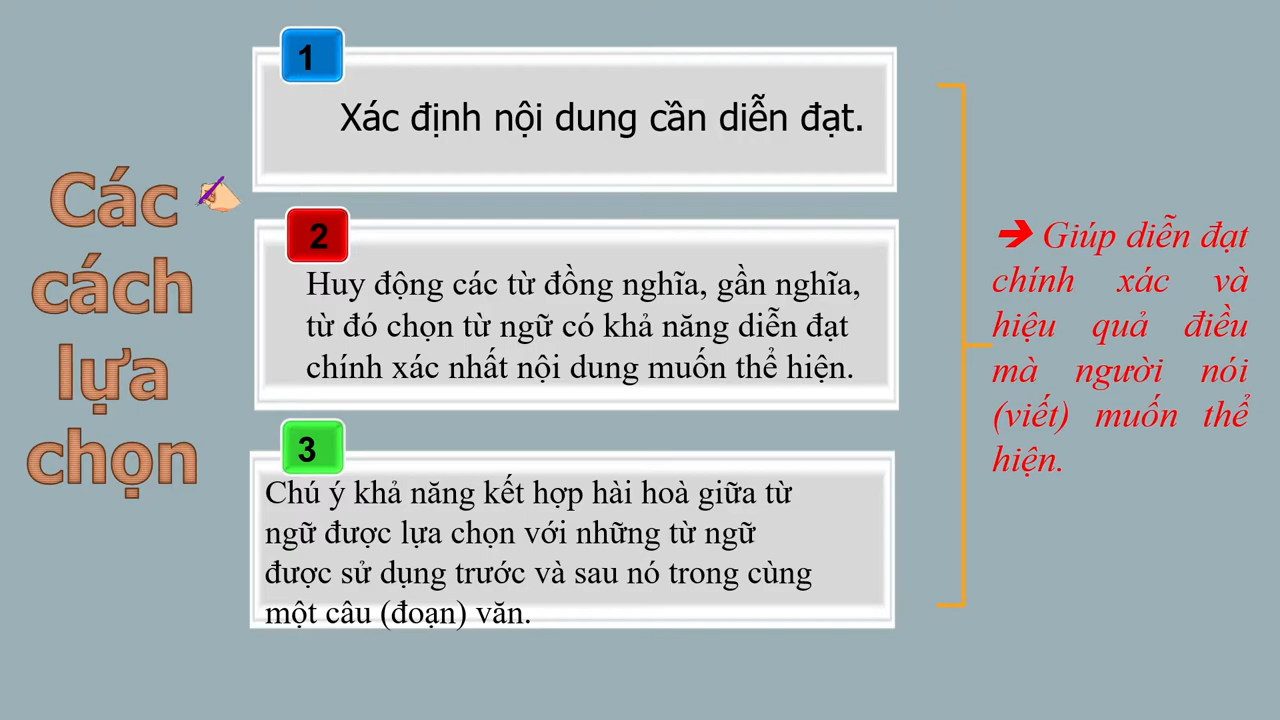 Các
cách
lựa
chọn
1
Xác định nội dung cần diễn đạt.
2
Huy động các từ đồng nghĩa, gần nghĩa,
từ đó chọn từ ngữ có khả năng diễn đạt
chính xác nhất nội dung muốn thể hiện.
3
Chú ý khả năng kết hợp hài hoà giữa từ
ngữ được lựa chọn với những từ ngữ
được sử dụng trước và sau nó trong cùng
một câu (đoạn) văn.
➔ Giúp diễn đạt
chính xác và
hiệu quả điều
mà người nói
(viết) muốn thể
hiện.